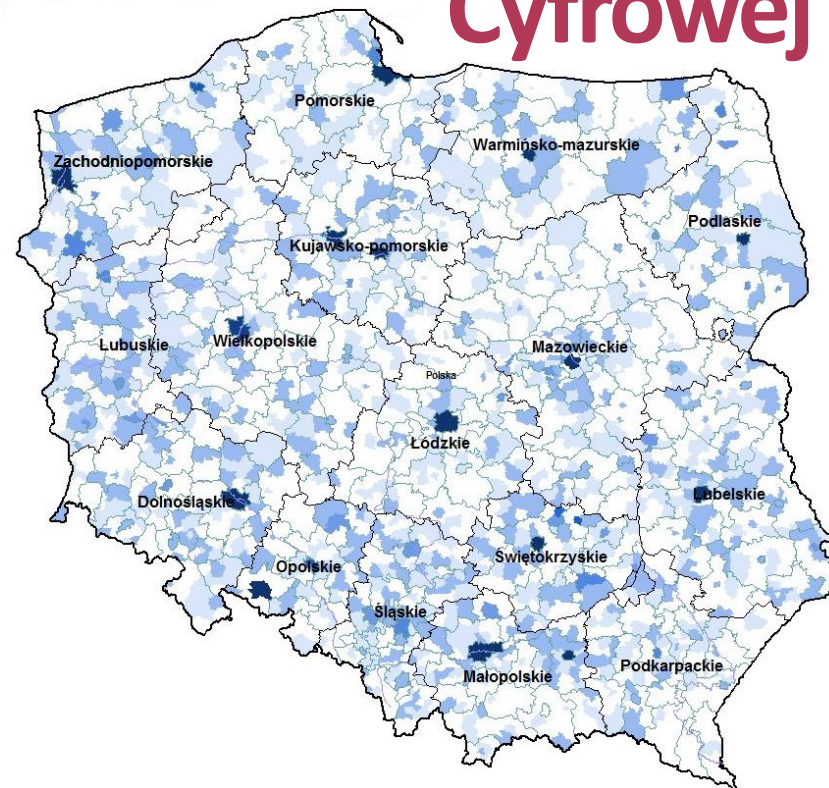 Cyfrowej
Pomorskie
Warmińsko-mazurskie
Zachodniopomorskie
Podlaskie
Kujawsko-pomorskie
Lubuskie
Wielkopolskie
Mazowieckie
Polska
Łódzkie
Dolnośląskie
Lubelskie
Świętokrzyskie
Opolskie
Śląskie
Podkarpackie
Małopolskie